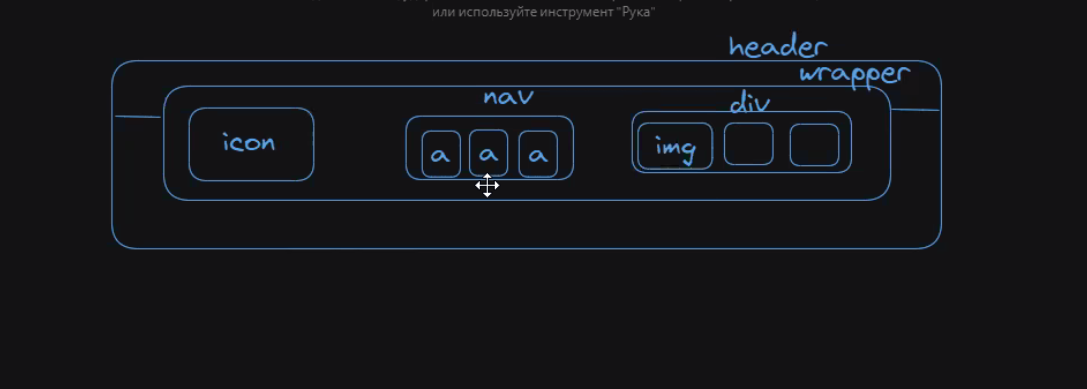 или используйте инструмент "Рука"
header
wrapper
nav
div
icon
a
a
a
img